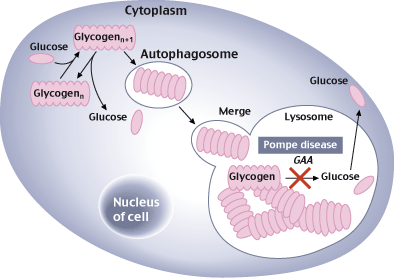 Cytoplasm
Glucose
Glycogenn+1
Autophagosome
Glycogenn
Glucose
Merge
Lysosome
Glucose
Pompe disease
GAA
Glycogen
Glucose
Nucleus
of cell